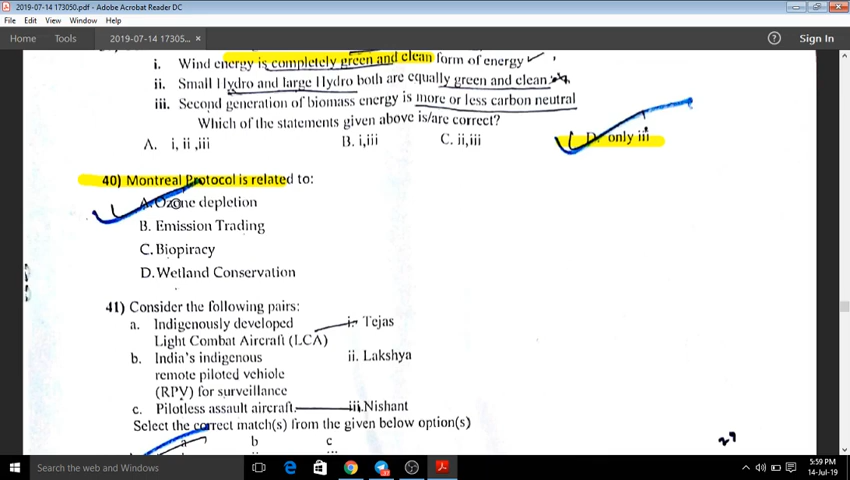 2019-07-14 173050.pdf - Adobe Acrobat Reader DC
File Edit View Window Help
Home Tools 2019-07-14 17305... × Sign In
i. Wind energy is completely green and clean form of energy
ii. Small Hydro and large Hydro both are equally green and clean
iii. Second generation of biomass energy is more or less carbon neutral
Which of the statements given above is/are correct?
A. i, ii ,iii B. i,iii C. ii,iii D. only iii
40) Montreal Protocol is related to:
A. Ozone depletion
B. Emission Trading
C. Biopiracy
D. Wetland Conservation
41) Consider the following pairs:
a. Indigenously developed i. Tejas
Light Combat Aircraft (LCA)
b. India's indigenous ii. Lakshya
remote piloted vehiole
(RPV) for surveillance
c. Pilotless assault aircraft. iii. Nishant
Select the correct match(s) from the given below option(s)
a b c
Search the web and Windows
5:59 PM
14-Jul-19